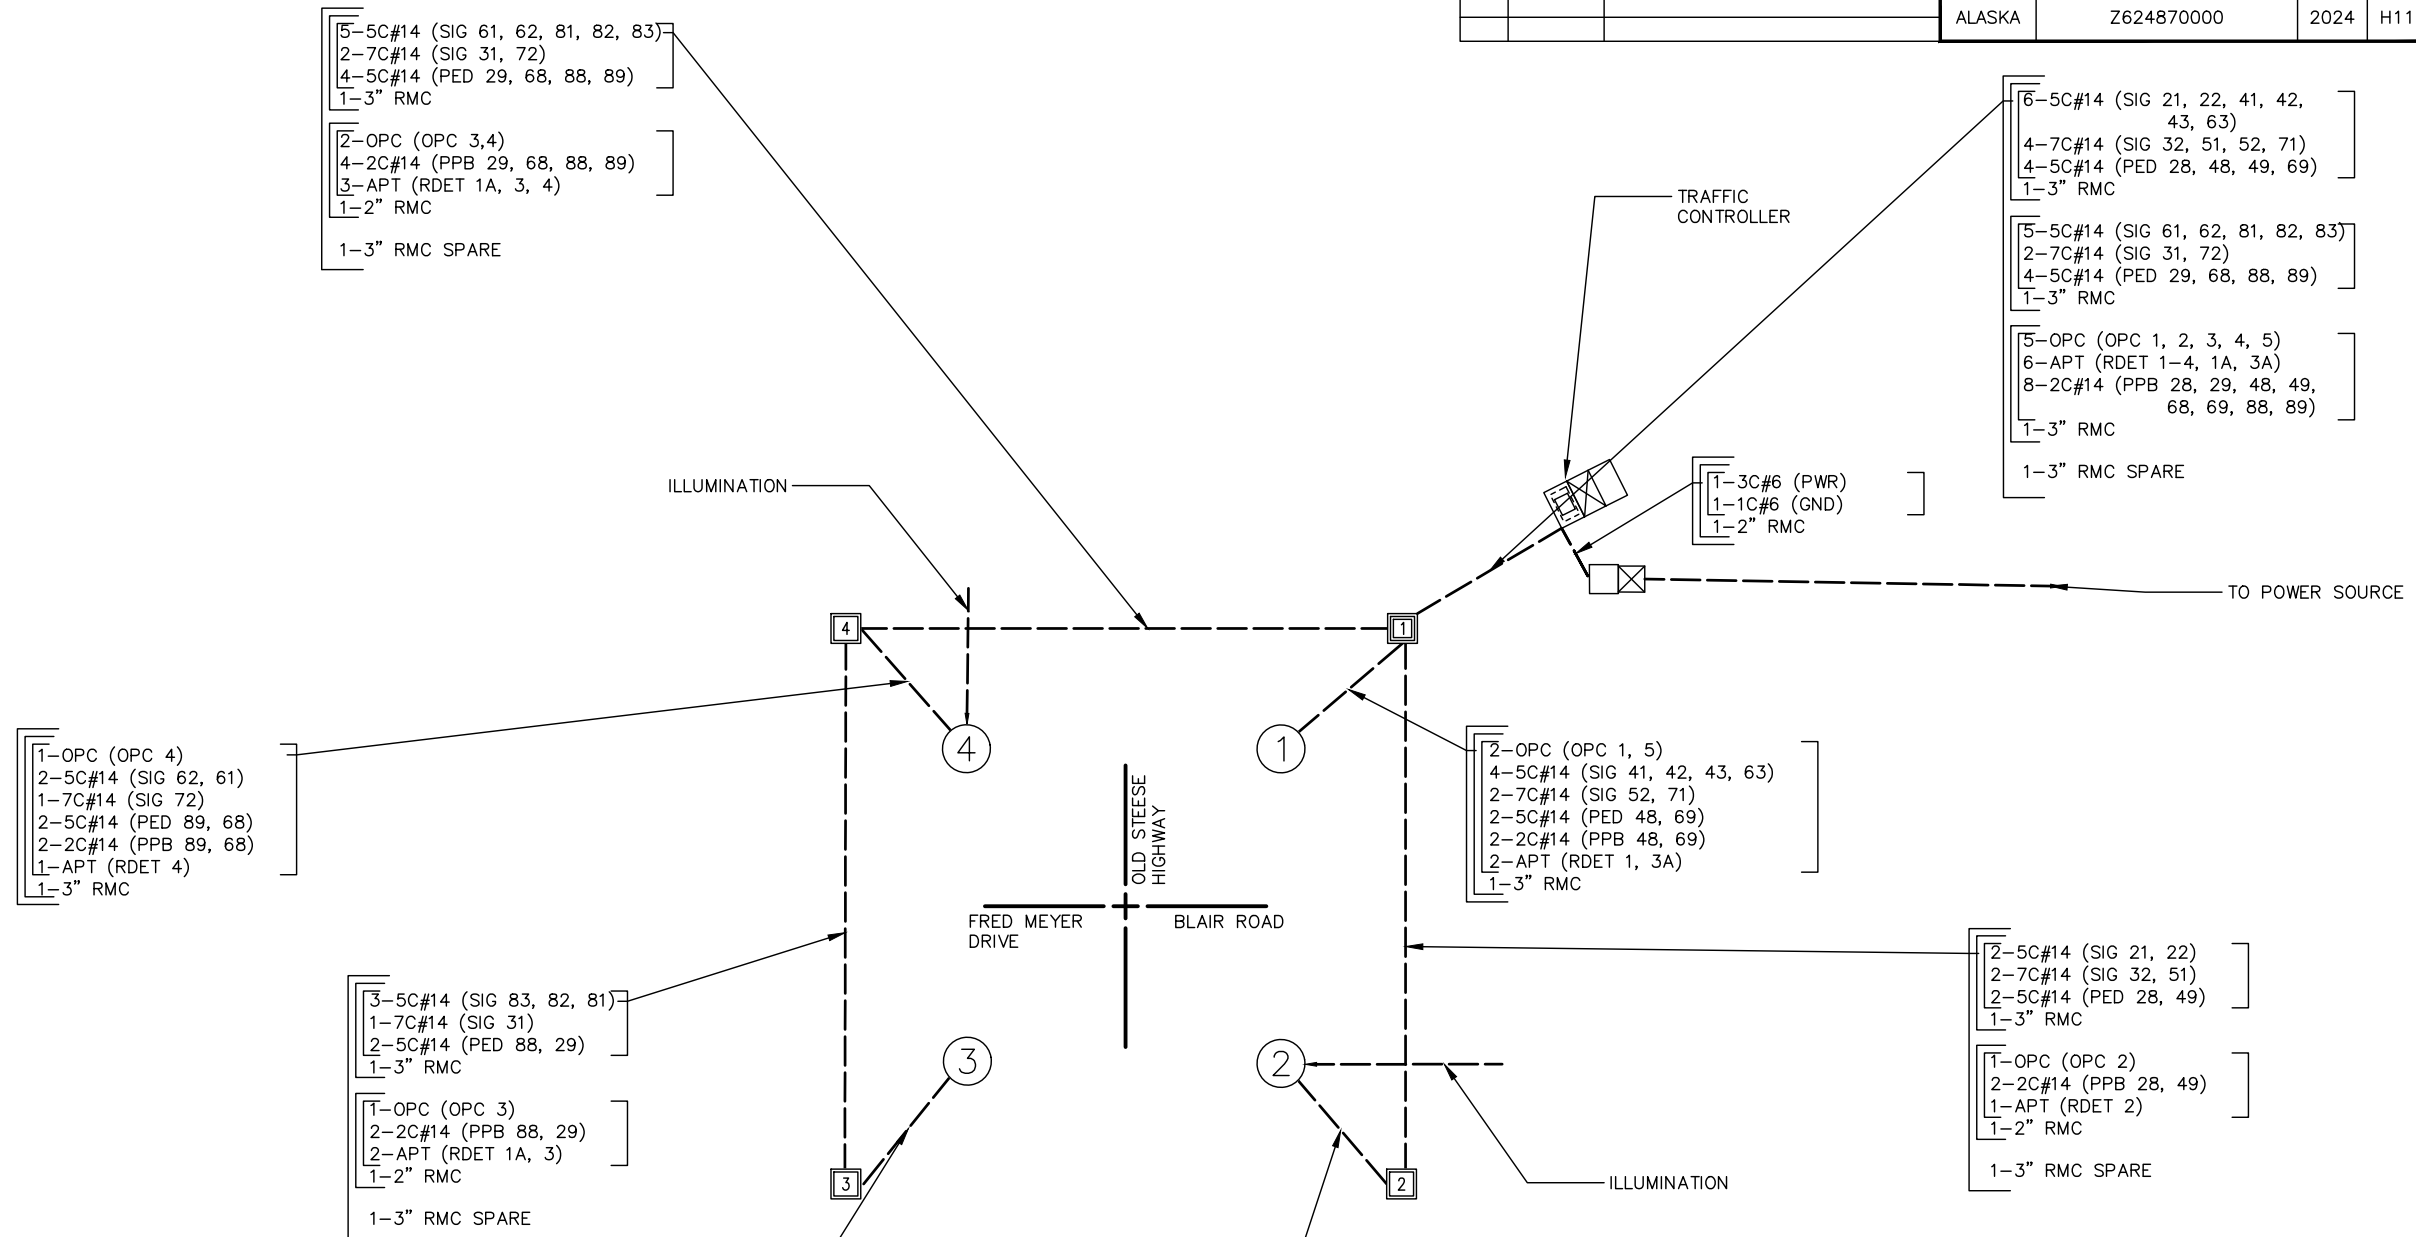 ALASKA Z624870000 2024 H11
5-5C#14 (SIG 61, 62, 81, 82, 83)
2-7C#14 (SIG 31, 72)
4-5C#14 (PED 29, 68, 88, 89)
1-3" RMC
2-OPC (OPC 3,4)
4-2C#14 (PPB 29, 68, 88, 89)
3-APT (RDET 1A, 3, 4)
1-2" RMC
1-3" RMC SPARE
6-5C#14 (SIG 21, 22, 41, 42,
43, 63)
4-7C#14 (SIG 32, 51, 52, 71)
4-5C#14 (PED 28, 48, 49, 69)
1-3" RMC
5-5C#14 (SIG 61, 62, 81, 82, 83)
2-7C#14 (SIG 31, 72)
4-5C#14 (PED 29, 68, 88, 89)
1-3" RMC
5-OPC (OPC 1, 2, 3, 4, 5)
6-APT (RDET 1-4, 1A, 3A)
8-2C#14 (PPB 28, 29, 48, 49,
68, 69, 88, 89)
1-3" RMC
1-3" RMC SPARE
TRAFFIC
CONTROLLER
ILLUMINATION
1-3C#6 (PWR)
1-1C#6 (GND)
1-2" RMC
TO POWER SOURCE
4
1
4
1
1-OPC (OPC 4)
2-5C#14 (SIG 62, 61)
1-7C#14 (SIG 72)
2-5C#14 (PED 89, 68)
2-2C#14 (PPB 89, 68)
1-APT (RDET 4)
1-3" RMC
2-OPC (OPC 1, 5)
4-5C#14 (SIG 41, 42, 43, 63)
2-7C#14 (SIG 52, 71)
2-5C#14 (PED 48, 69)
2-2C#14 (PPB 48, 69)
2-APT (RDET 1, 3A)
1-3" RMC
OLD STEESE
HIGHWAY
FRED MEYER
DRIVE
BLAIR ROAD
3-5C#14 (SIG 83, 82, 81)
1-7C#14 (SIG 31)
2-5C#14 (PED 88, 29)
1-3" RMC
1-OPC (OPC 3)
2-2C#14 (PPB 88, 29)
2-APT (RDET 1A, 3)
1-2" RMC
1-3" RMC SPARE
3
2
3
2
ILLUMINATION
2-5C#14 (SIG 21, 22)
2-7C#14 (SIG 32, 51)
2-5C#14 (PED 28, 49)
1-3" RMC
1-OPC (OPC 2)
2-2C#14 (PPB 28, 49)
1-APT (RDET 2)
1-2" RMC
1-3" RMC SPARE